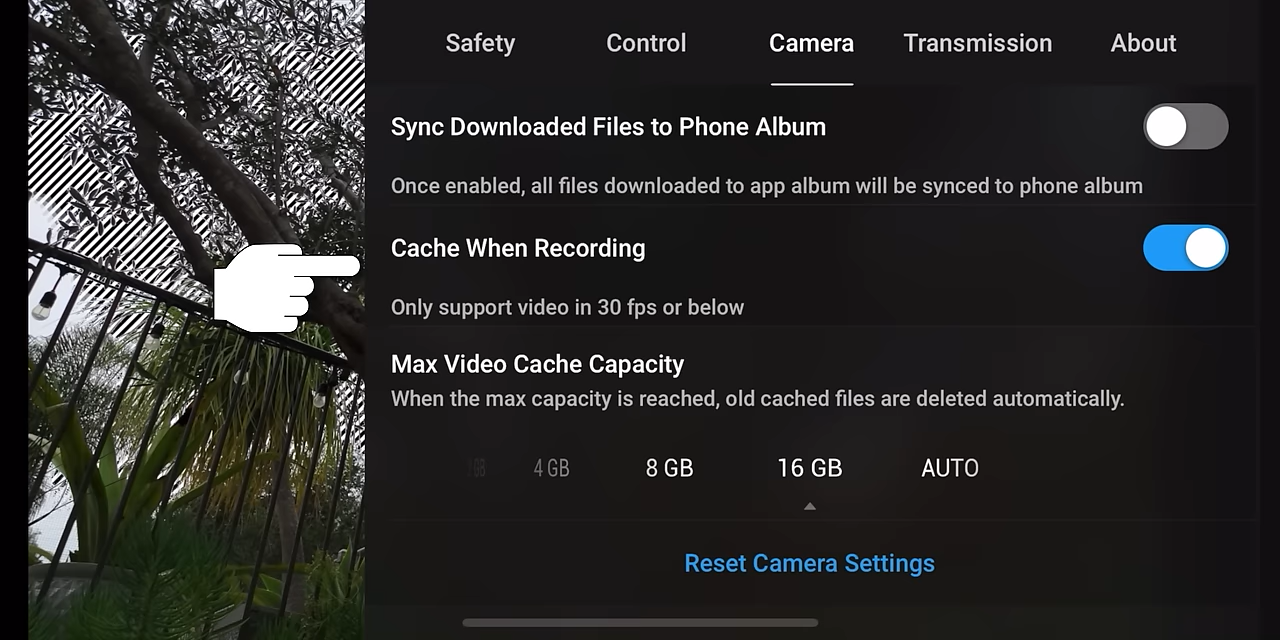 Safety Control Camera Transmission About
Sync Downloaded Files to Phone Album
Once enabled, all files downloaded to app album will be synced to phone album
Cache When Recording
Only support video in 30 fps or below
Max Video Cache Capacity
When the max capacity is reached, old cached files are deleted automatically.
4 GB 8 GB 16 GB AUTO
Reset Camera Settings